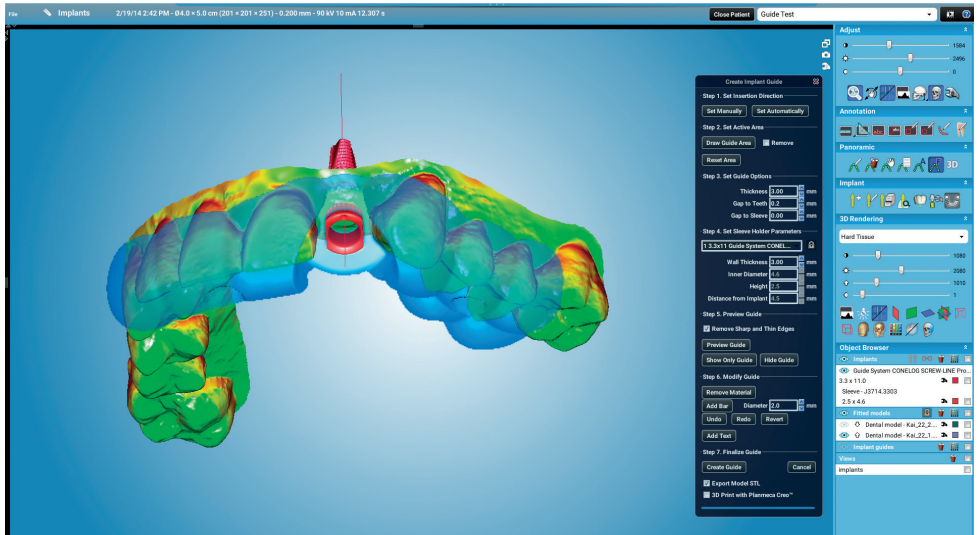 File Implants 2/19/14 2:42 PM - Ø4.0 × 5.0 cm (201 × 201 × 251) - 0.200 mm - 90 kV 10 mA 12.307 s Close Patient Guide Test
Create Implant Guide
Step 1. Set Insertion Direction
Set Manually Set Automatically
Step 2. Set Active Area
Draw Guide Area Remove
Reset Area
Step 3. Set Guide Options
Thickness 3.00 mm
Gap to Teeth 0.2 mm
Gap to Sleeve 0.00 mm
Step 4. Set Sleeve Holder Parameters
1 3.3x11 Guide System CONEL...
Wall Thickness 3.00 mm
Inner Diameter 4.6 mm
Height 2.5 mm
Distance from Implant 4.5 mm
Step 5. Preview Guide
Remove Sharp and Thin Edges
Preview Guide
Show Only Guide Hide Guide
Step 6. Modify Guide
Remove Material
Add Bar Diameter 2.0 mm
Undo Redo Revert
Add Text
Step 7. Finalize Guide
Create Guide Cancel
Export Model STL
3D Print with Planmeca Creo™
Adjust
1584
2496
0
Annotation
Panoramic
3D
Implant
3D Rendering
Hard Tissue
1080
2080
1010
1
Object Browser
Implants
Guide System CONELOG SCREW-LINE Pro...
3.3 x 11.0
Sleeve - J3714.3303
2.5 x 4.6
Fitted models
Dental model - Kai_22_2....
Dental model - Kai_22_1....
Implant guides
Views
implants